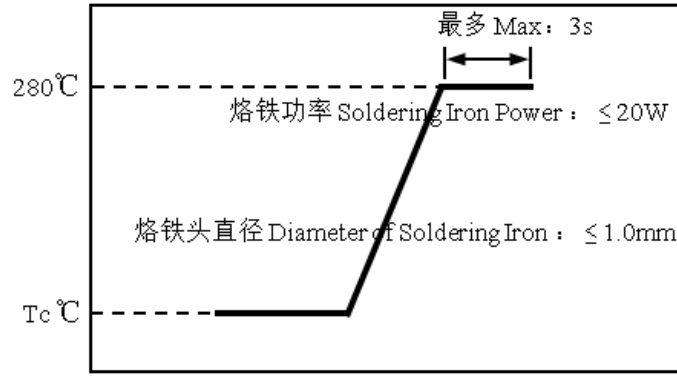 最多 Max：3s
280℃
烙铁功率 Soldering Iron Power：≤20W
烙铁头直径 Diameter of Soldering Iron：≤1.0mm
Tc℃